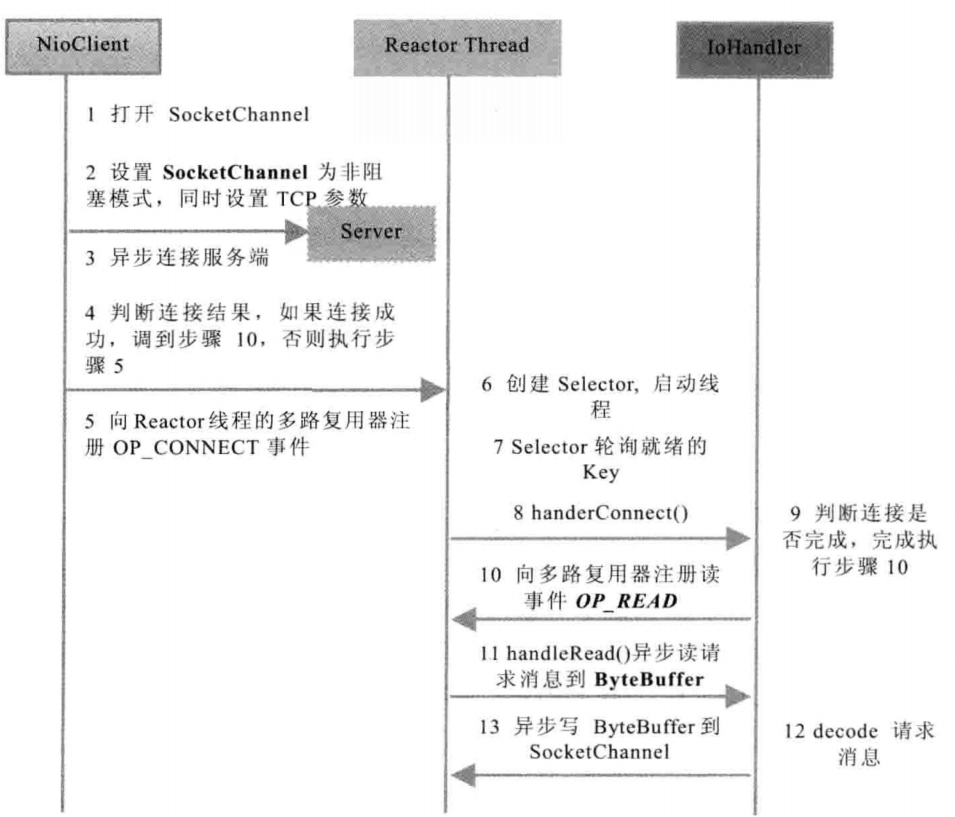 NioClient
Reactor Thread
IoHandler
1 打开 SocketChannel
2 设置 SocketChannel 为非阻
塞模式，同时设置 TCP 参数
Server
3 异步连接服务端
4 判断连接结果，如果连接成
功，调到步骤 10，否则执行步
骤 5
5 向 Reactor 线程的多路复用器注
册 OP_CONNECT 事件
6 创建 Selector, 启动线
程
7 Selector 轮询就绪的
Key
8 handerConnect()
9 判断连接是
否完成，完成执
行步骤 10
10 向多路复用器注册读
事件 OP_READ
11 handleRead()异步读请
求消息到 ByteBuffer
12 decode 请求
消息
13 异步写 ByteBuffer 到
SocketChannel